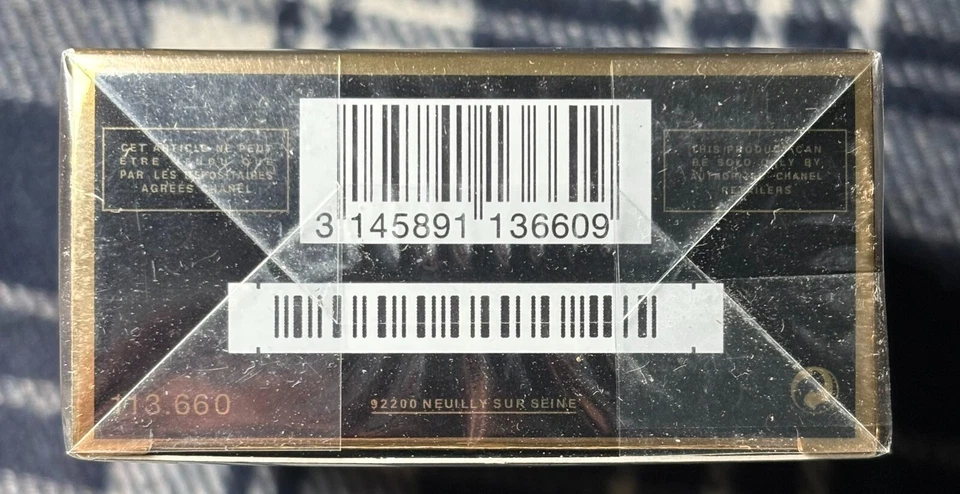 CET ARTICLE NE PEUT
ÊTRE VENDU QUE
PAR LES DÉPOSITAIRES
AGRÉÉS CHANEL
THIS PRODUCT CAN
BE SOLD ONLY BY
AUTHORIZED CHANEL
RETAILERS
3 145891 136609
113.660
92200 NEUILLY SUR SEINE